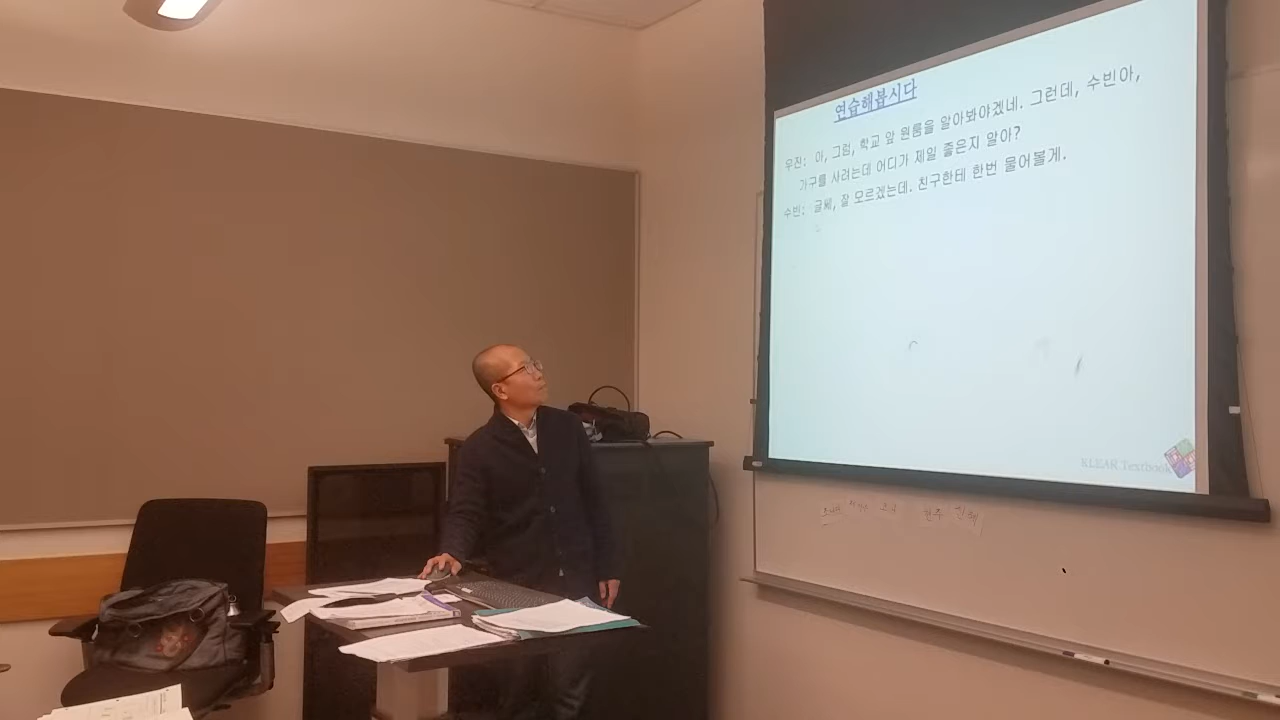 연습해봅시다
우진: 아, 그럼, 학교 앞 원룸을 알아봐야겠네. 그런데, 수빈아,
가구를 사려는데 어디가 제일 좋은지 알아?
수빈: 글쎄, 잘 모르겠는데. 친구한테 한번 물어볼게.
KLEAR Textbook
현주